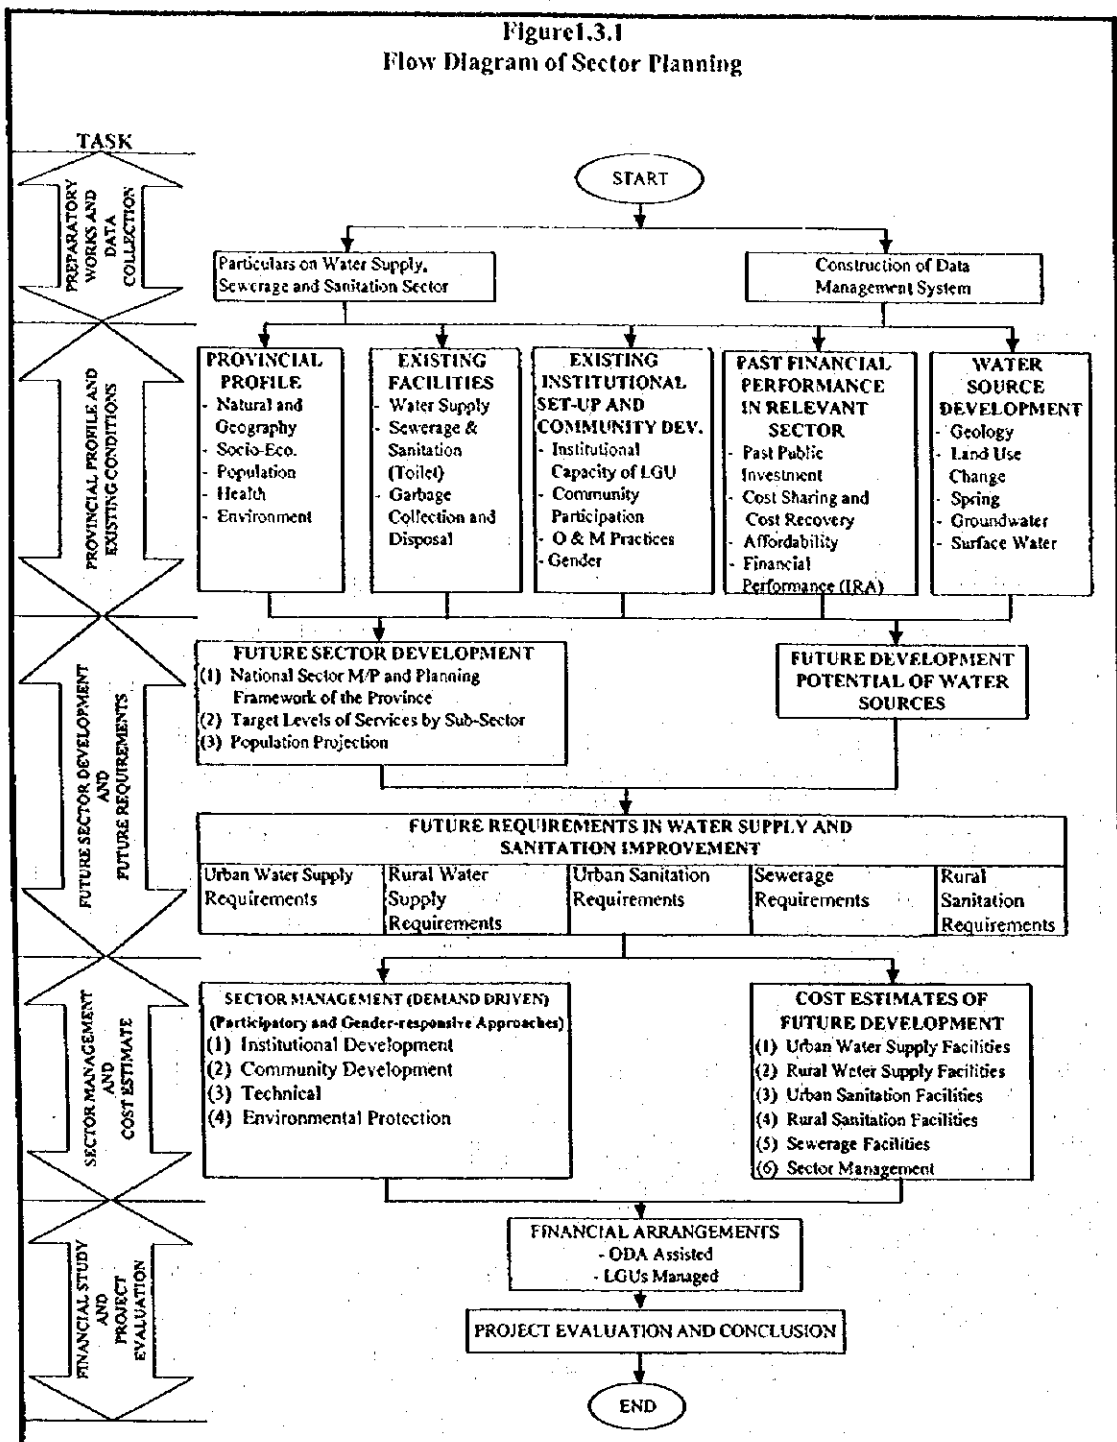 Figure1.3.1
Flow Diagram of Sector Planning
TASK
PREPARATORY
WORKS AND
DATA
COLLECTION
START
Particulars on Water Supply,
Sewerage and Sanitation Sector
Construction of Data
Management System
PROVINCIAL PROFILE AND
EXISTING CONDITIONS
PROVINCIAL
PROFILE
- Natural and
Geography
- Socio-Eco.
- Population
- Health
- Environment
EXISTING
FACILITIES
- Water Supply
- Sewerage &
Sanitation
(Toilet)
- Garbage
Collection and
Disposal
EXISTING
INSTITUTIONAL
SET-UP AND
COMMUNITY DEV.
- Institutional
Capacity of LGU
- Community
Participation
- O & M Practices
- Gender
PAST FINANCIAL
PERFORMANCE
IN RELEVANT
SECTOR
- Past Public
Investment
- Cost Sharing and
Cost Recovery
- Affordability
- Financial
Performance (IRA)
WATER
SOURCE
DEVELOPMENT
- Geology
- Land Use
Change
- Spring
- Groundwater
- Surface Water
FUTURE SECTOR DEVELOPMENT
AND
FUTURE REQUIREMENTS
FUTURE SECTOR DEVELOPMENT
(1) National Sector M/P and Planning
Framework of the Province
(2) Target Levels of Services by Sub-Sector
(3) Population Projection
FUTURE DEVELOPMENT
POTENTIAL OF WATER
SOURCES
FUTURE REQUIREMENTS IN WATER SUPPLY AND
SANITATION IMPROVEMENT
Urban Water Supply
Requirements
Rural Water
Supply
Requirements
Urban Sanitation
Requirements
Sewerage
Requirements
Rural
Sanitation
Requirements
SECTOR MANAGEMENT
AND
COST ESTIMATE
SECTOR MANAGEMENT (DEMAND DRIVEN)
(Participatory and Gender-responsive Approaches)
(1) Institutional Development
(2) Community Development
(3) Technical
(4) Environmental Protection
COST ESTIMATES OF
FUTURE DEVELOPMENT
(1) Urban Water Supply Facilities
(2) Rural Water Supply Facilities
(3) Urban Sanitation Facilities
(4) Rural Sanitation Facilities
(5) Sewerage Facilities
(6) Sector Management
FINANCIAL STUDY
AND
PROJECT
EVALUATION
FINANCIAL ARRANGEMENTS
- ODA Assisted
- LGUs Managed
PROJECT EVALUATION AND CONCLUSION
END